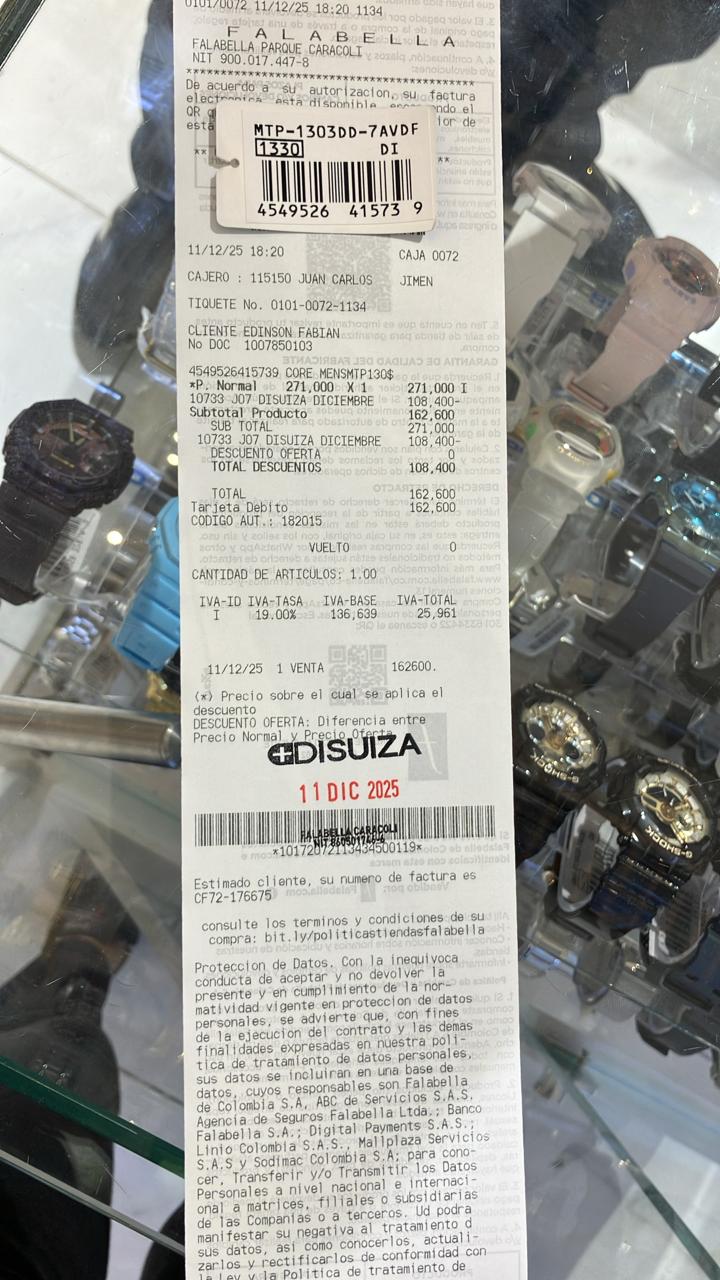 0101/0072 11/12/25 18:20 1134
FALABELLA
FALABELLA PARQUE CARACOLI
NIT 900.017.447-8
****************************************
De acuerdo a su autorizacion, su factura
electronica esta disponible
QR
MTP-1303DD-7AVDF
1330 DI
4549526 41573 9
11/12/25 18:20 CAJA 0072
CAJERO : 115150 JUAN CARLOS JIMEN
TIQUETE No. 0101-0072-1134
CLIENTE EDINSON FABIAN
No DOC 1007850103
4549526415739 CORE MENSMTP130$
*P. Normal 271,000 X 1 271,000 I
10733 J07 DISUIZA DICIEMBRE 108,400-
Subtotal Producto 162,600
SUB TOTAL 271,000
10733 J07 DISUIZA DICIEMBRE 108,400-
DESCUENTO OFERTA 0
TOTAL DESCUENTOS 108,400
TOTAL 162,600
Tarjeta Debito 162,600
CODIGO AUT.: 182015
VUELTO 0
CANTIDAD DE ARTICULOS: 1.00
IVA-ID IVA-TASA IVA-BASE IVA-TOTAL
I 19.00% 136,639 25,961
11/12/25 1 VENTA 162600.
(*) Precio sobre el cual se aplica el
descuento
DESCUENTO OFERTA: Diferencia entre
Precio Normal y Precio Oferta
DISUIZA
11 DIC 2025
FALABELLA CARACOLI
*10172072113434500119*
Estimado cliente, su numero de factura es
CF72-176675
consulte los terminos y condiciones de su
compra: bit.ly/politicastiendasfalabella
Proteccion de Datos. Con la inequivoca
conducta de aceptar y no devolver la
presente y en cumplimiento de la nor-
matividad vigente en proteccion de datos
personales, se advierte que, con fines
de la ejecucion del contrato y las demas
finalidades expresadas en nuestra poli-
tica de tratamiento de datos personales,
sus datos se incluiran en una base de
datos, cuyos responsables son Falabella
de Colombia S.A, ABC de Servicios S.A.S,
Agencia de Seguros Falabella Ltda.; Banco
Falabella S.A.; Digital Payments S.A.S.;
Linio Colombia S.A.S., Mallplaza Servicios
S.A.S y Sodimac Colombia S.A; para cono-
cer, Transferir y/o Transmitir los Datos
Personales a nivel nacional e internaci-
onal a matrices, filiales o subsidiarias
de las Companias o a terceros. Ud podra
manifestar su negativa al tratamiento d
sus datos, asi como conocerlos, actuali-
zarlos y rectificarlos de conformidad con
la Ley y la Politica de tratamiento de
G-SHOCK
G-SHOCK